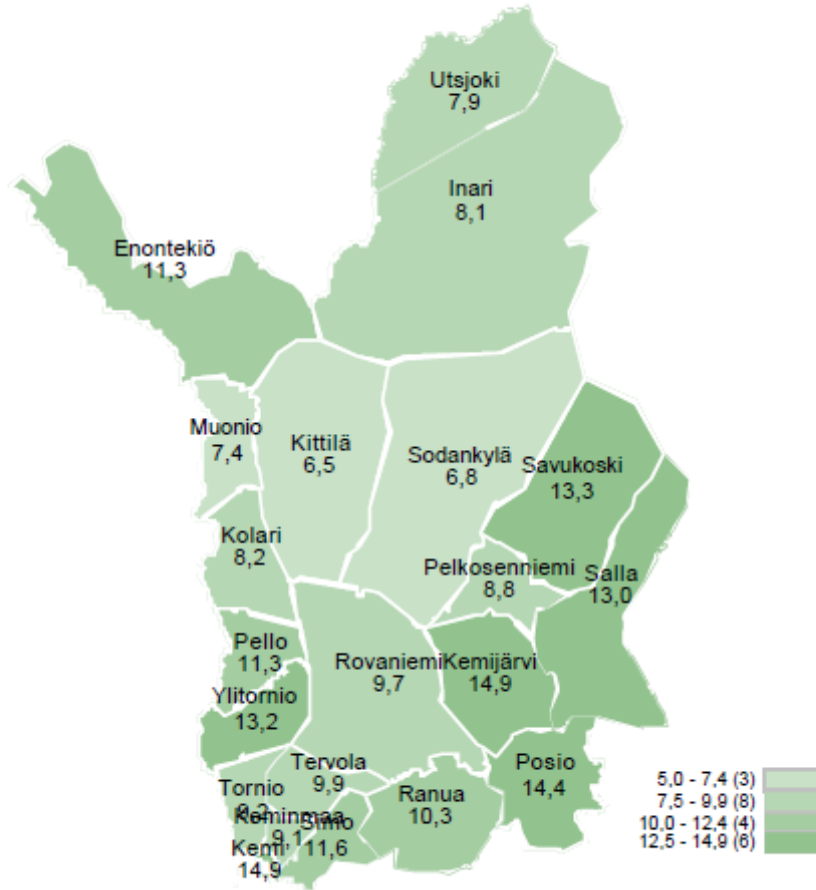 Utsjoki
7,9
Inari
8,1
Enontekiö
11,3
Muonio
7,4
Kittilä
6,5
Sodankylä
6,8
Savukoski
13,3
Kolari
8,2
Pelkosenniemi
8,8
Salla
13,0
Pello
11,3
Rovaniemi
9,7
Kemijärvi
14,9
Ylitornio
13,2
Tervola
9,9
Posio
14,4
Tornio
9,2
Ranua
10,3
Keminmaa
9,1
Simo
11,6
Kemi
14,9
5,0 - 7,4 (3)
7,5 - 9,9 (8)
10,0 - 12,4 (4)
12,5 - 14,9 (6)